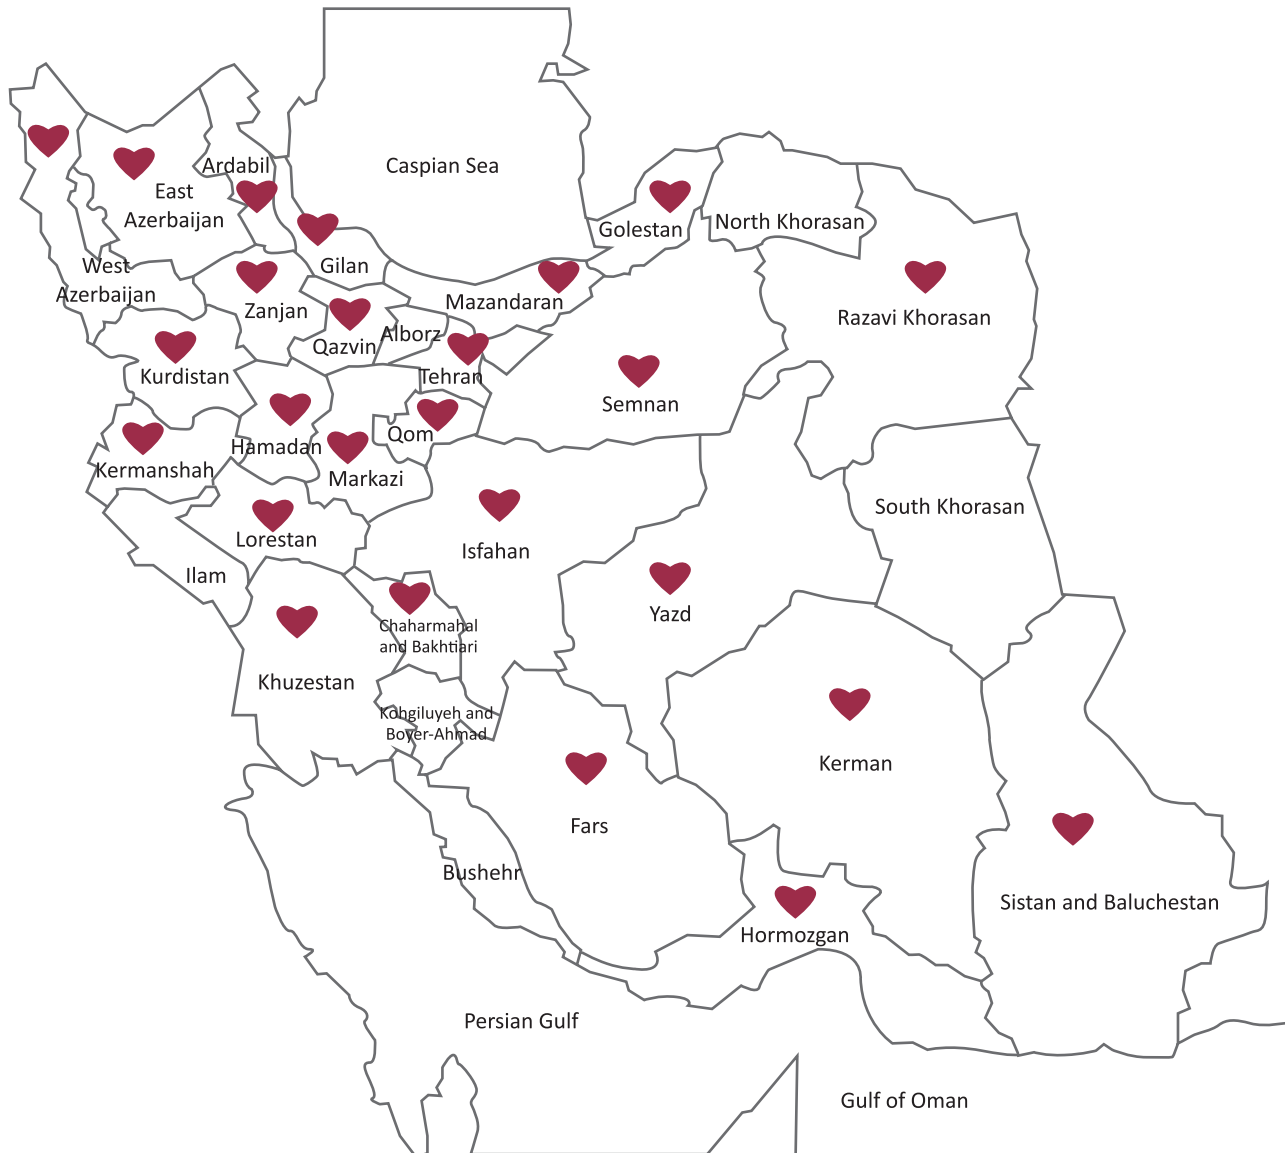 Ardabil
Caspian Sea
East
Azerbaijan
Golestan
North Khorasan
West
Azerbaijan
Gilan
Zanjan
Mazandaran
Razavi Khorasan
Qazvin
Alborz
Kurdistan
Tehran
Semnan
Hamadan
Qom
Kermanshah
Markazi
South Khorasan
Lorestan
Isfahan
Ilam
Yazd
Chaharmahal
and Bakhtiari
Khuzestan
Kohgiluyeh and
Boyer-Ahmad
Kerman
Fars
Bushehr
Sistan and Baluchestan
Hormozgan
Persian Gulf
Gulf of Oman